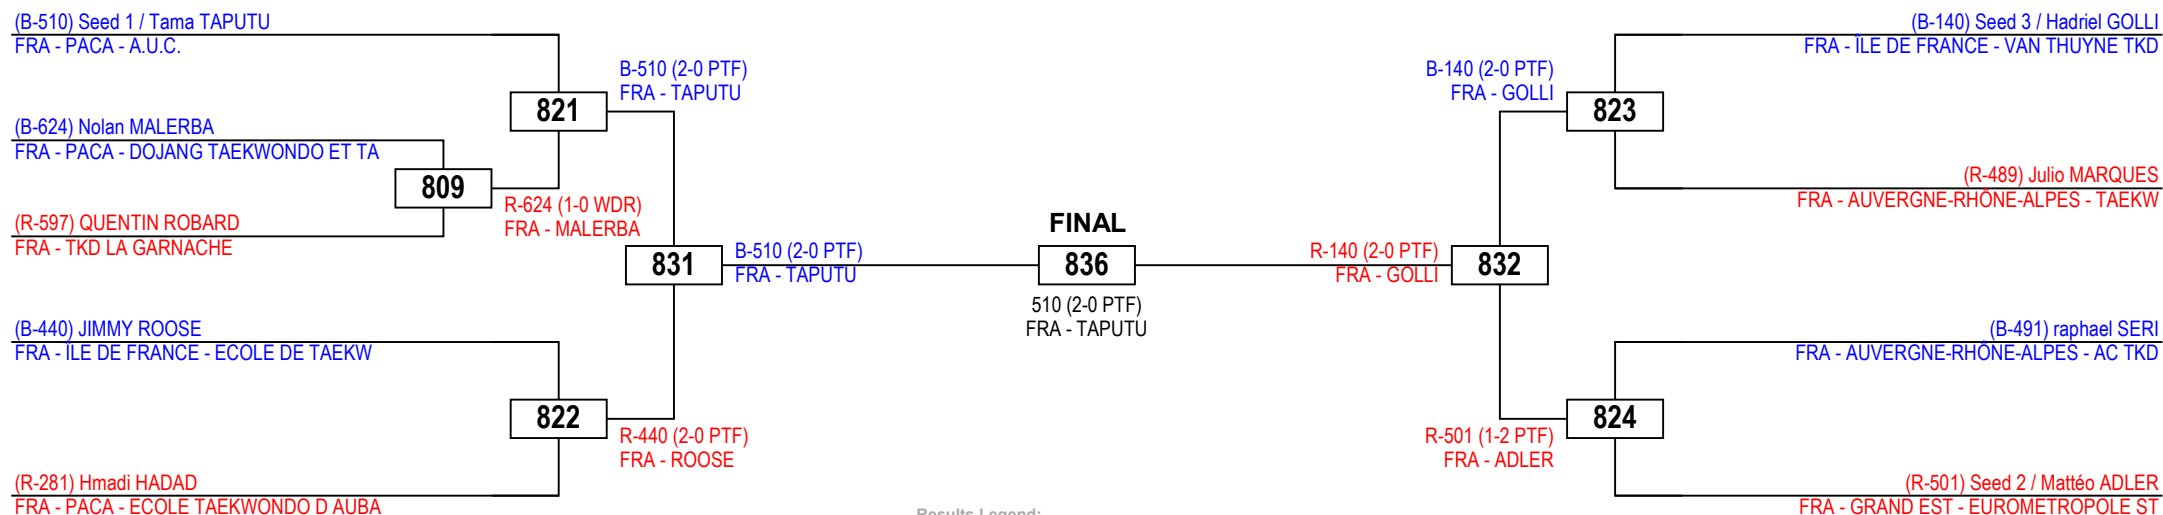 (B-510) Seed 1 / Tama TAPUTU
FRA - PACA - A.U.C.
B-510 (2-0 PTF)
FRA - TAPUTU
821
(B-624) Nolan MALERBA
FRA - PACA - DOJANG TAEKWONDO ET TA
809
R-624 (1-0 WDR)
FRA - MALERBA
(R-597) QUENTIN ROBARD
FRA - TKD LA GARNACHE
831
B-510 (2-0 PTF)
FRA - TAPUTU
(B-440) JIMMY ROOSE
FRA - ÎLE DE FRANCE - ECOLE DE TAEKW
822
R-440 (2-0 PTF)
FRA - ROOSE
(R-281) Hmadi HADAD
FRA - PACA - ECOLE TAEKWONDO D AUBA
FINAL
836
510 (2-0 PTF)
FRA - TAPUTU
(B-140) Seed 3 / Hadriel GOLLI
FRA - ÎLE DE FRANCE - VAN THUYNE TKD
B-140 (2-0 PTF)
FRA - GOLLI
823
(R-489) Julio MARQUES
FRA - AUVERGNE-RHÔNE-ALPES - TAEKW
R-140 (2-0 PTF)
FRA - GOLLI
832
(B-491) raphael SERI
FRA - AUVERGNE-RHÔNE-ALPES - AC TKD
824
R-501 (1-2 PTF)
FRA - ADLER
(R-501) Seed 2 / Mattéo ADLER
FRA - GRAND EST - EUROMETROPOLE ST
Results Legend: